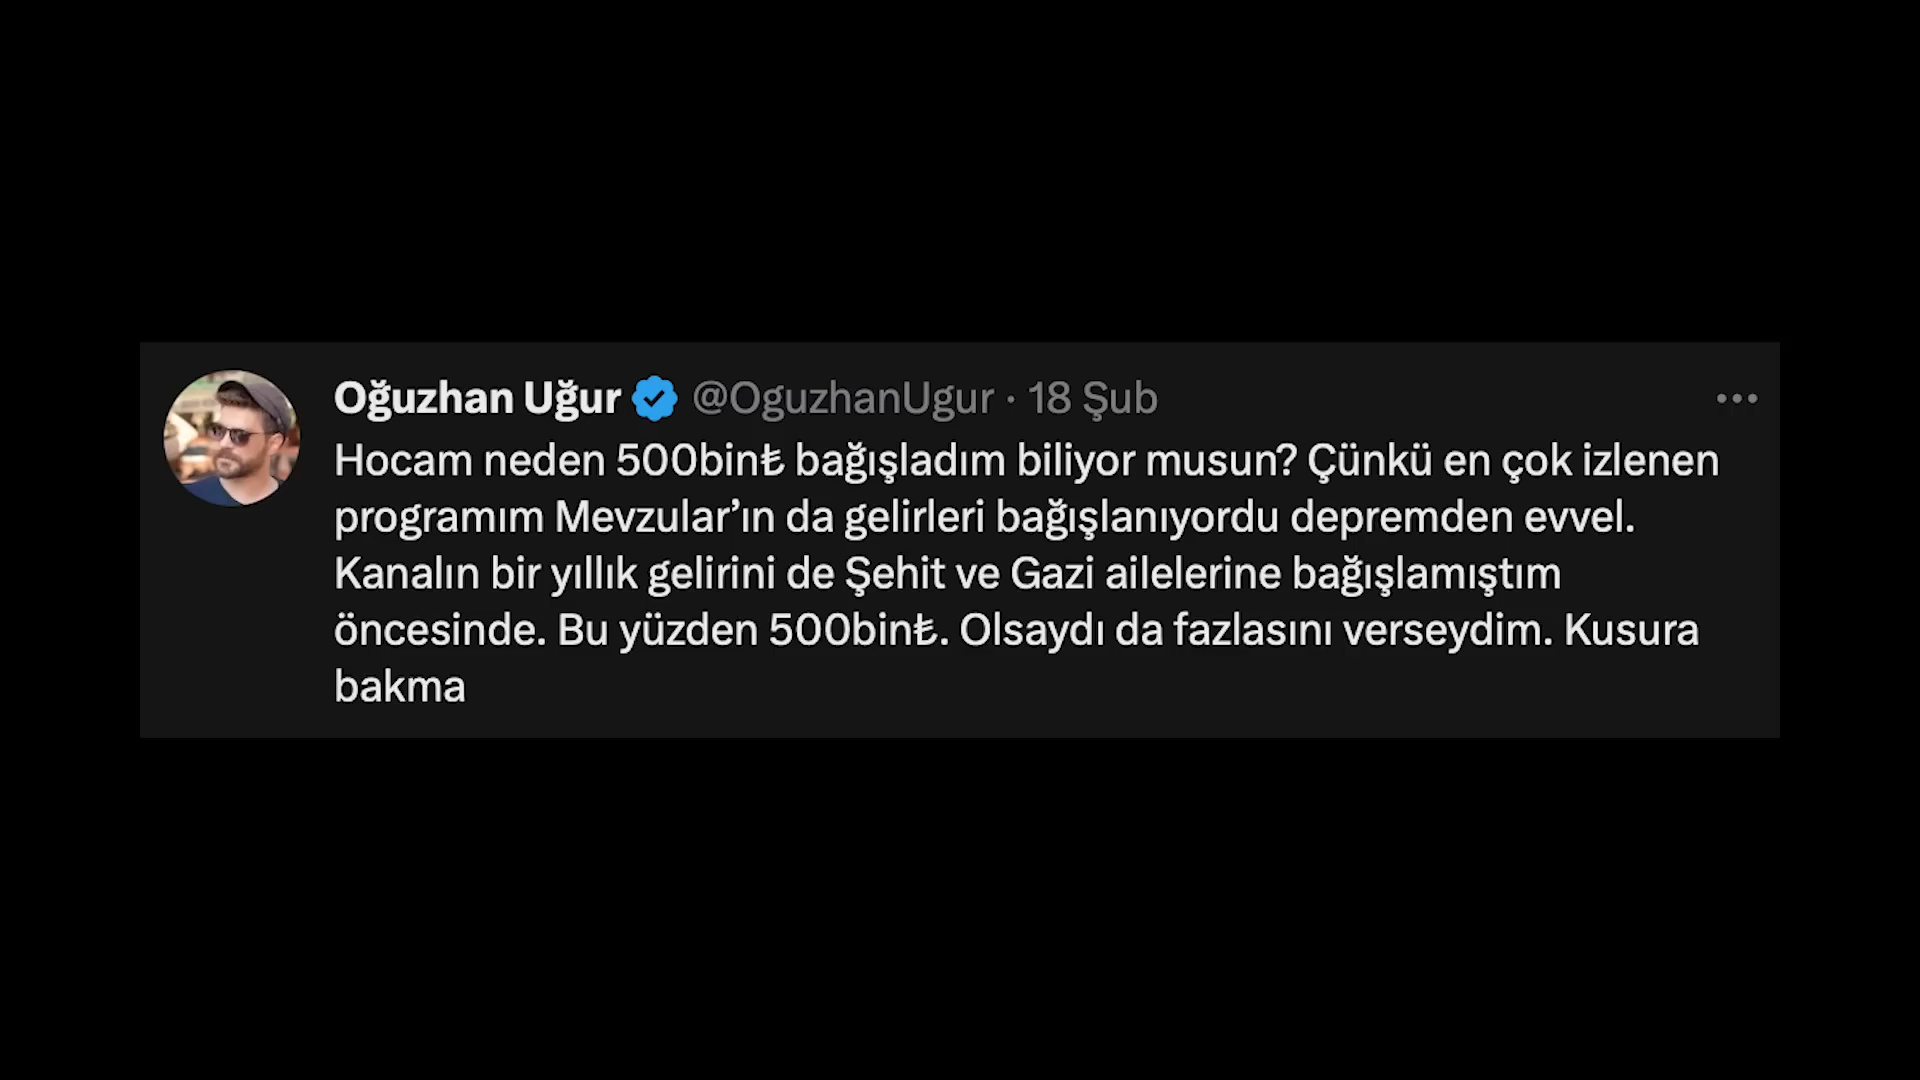 Oğuzhan Uğur @OguzhanUgur · 18 Şub
Hocam neden 500bin₺ bağışladım biliyor musun? Çünkü en çok izlenen
programım Mevzular’ın da gelirleri bağışlanıyordu depremden evvel.
Kanalın bir yıllık gelirini de Şehit ve Gazi ailelerine bağışlamıştım
öncesinde. Bu yüzden 500bin₺. Olsaydı da fazlasını verseydim. Kusura
bakma